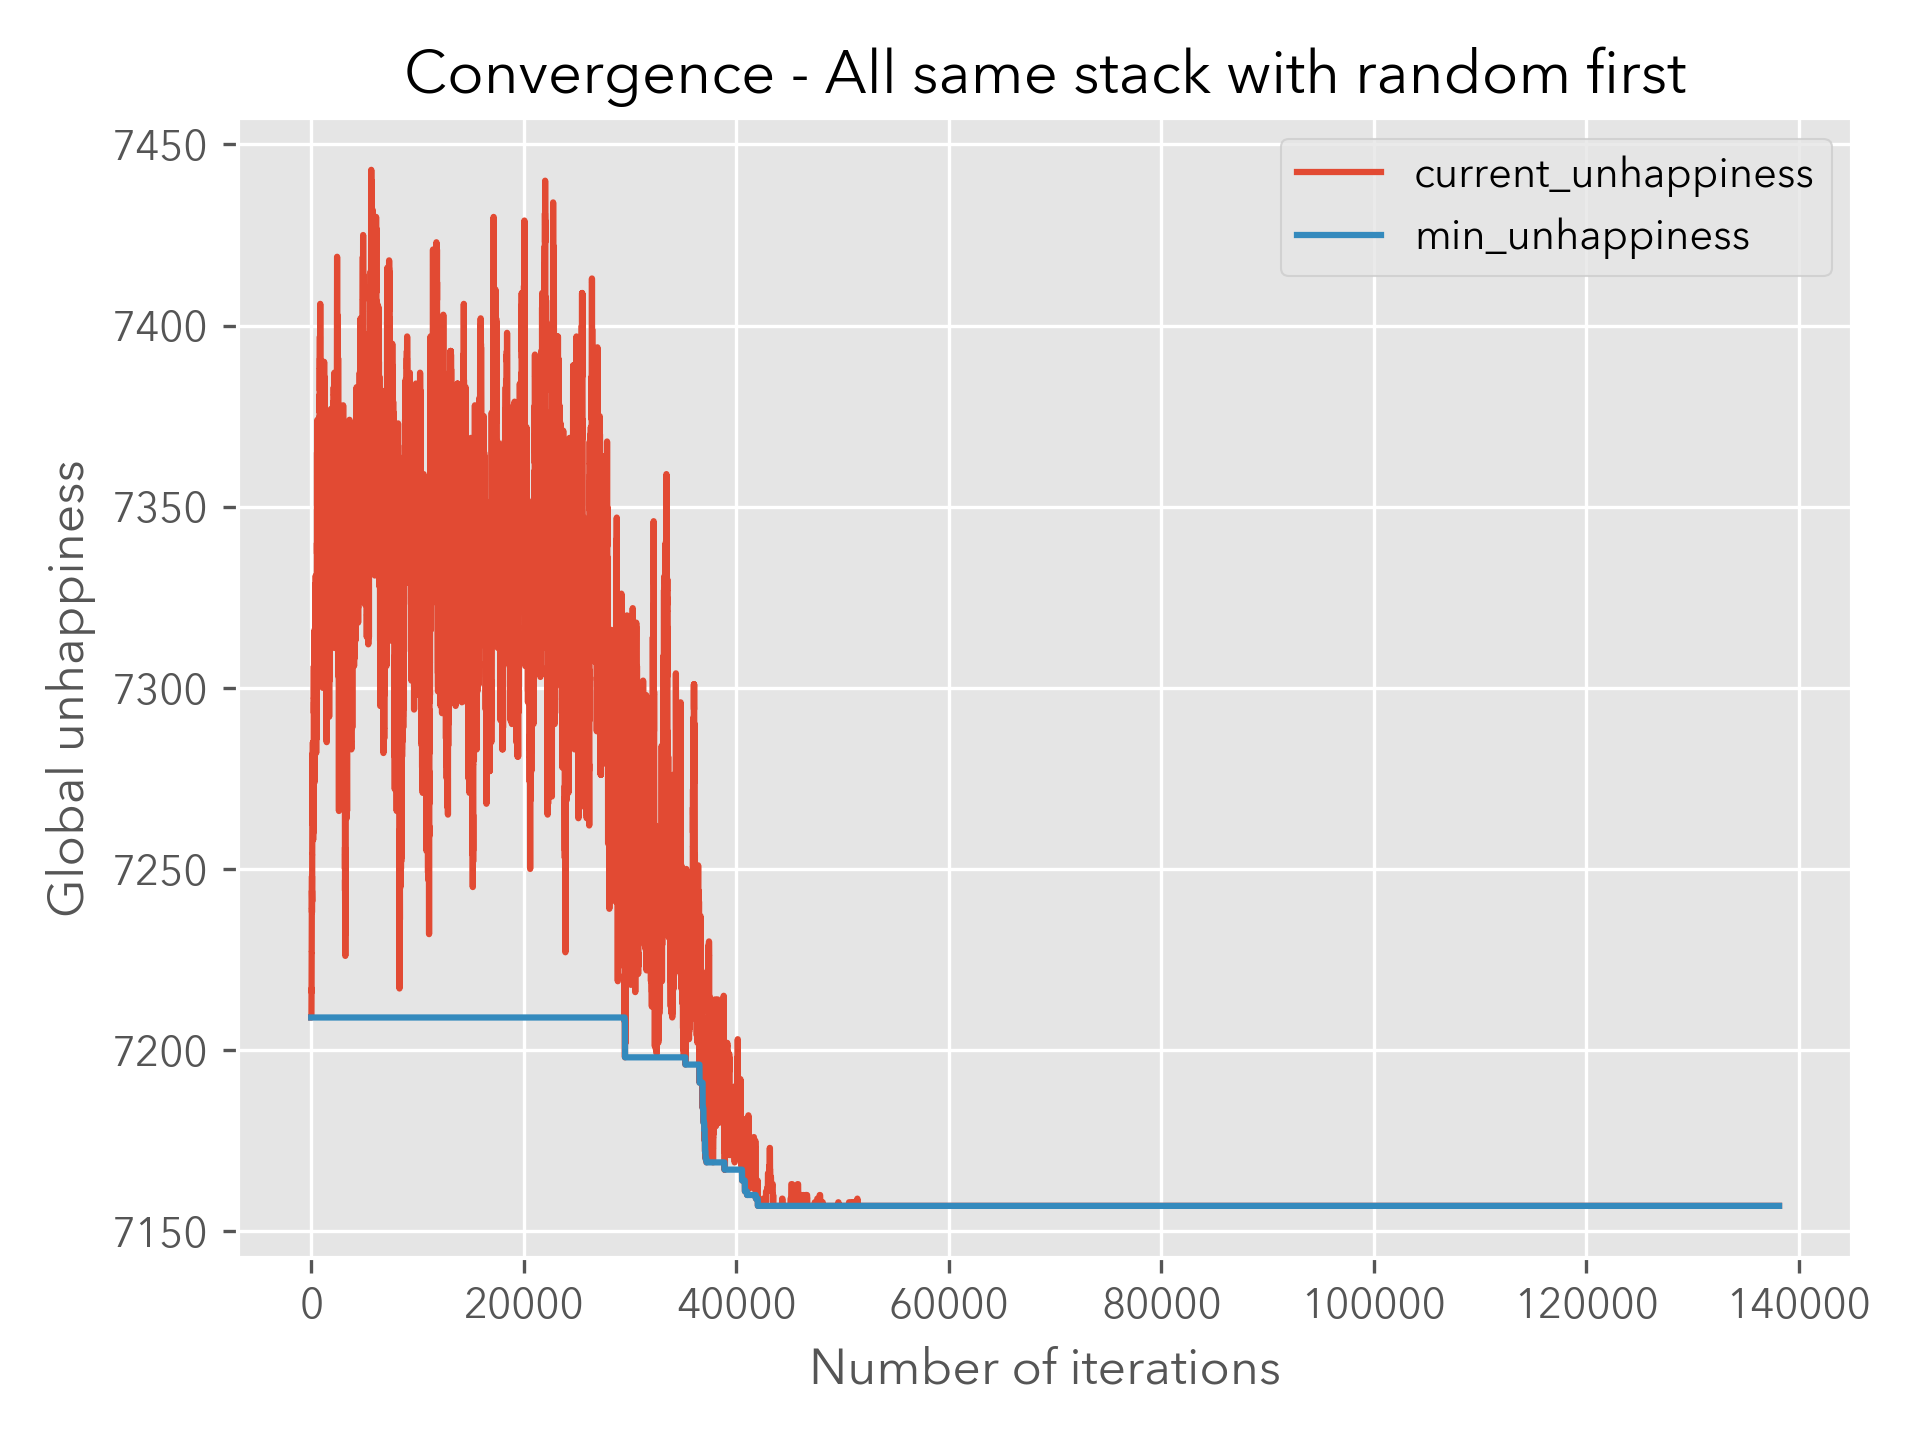 Convergence - All same stack with random first
7450
7400
7350
7300
7250
7200
7150
Global unhappiness
current_unhappiness
min_unhappiness
0 20000 40000 60000 80000 100000 120000 140000
Number of iterations